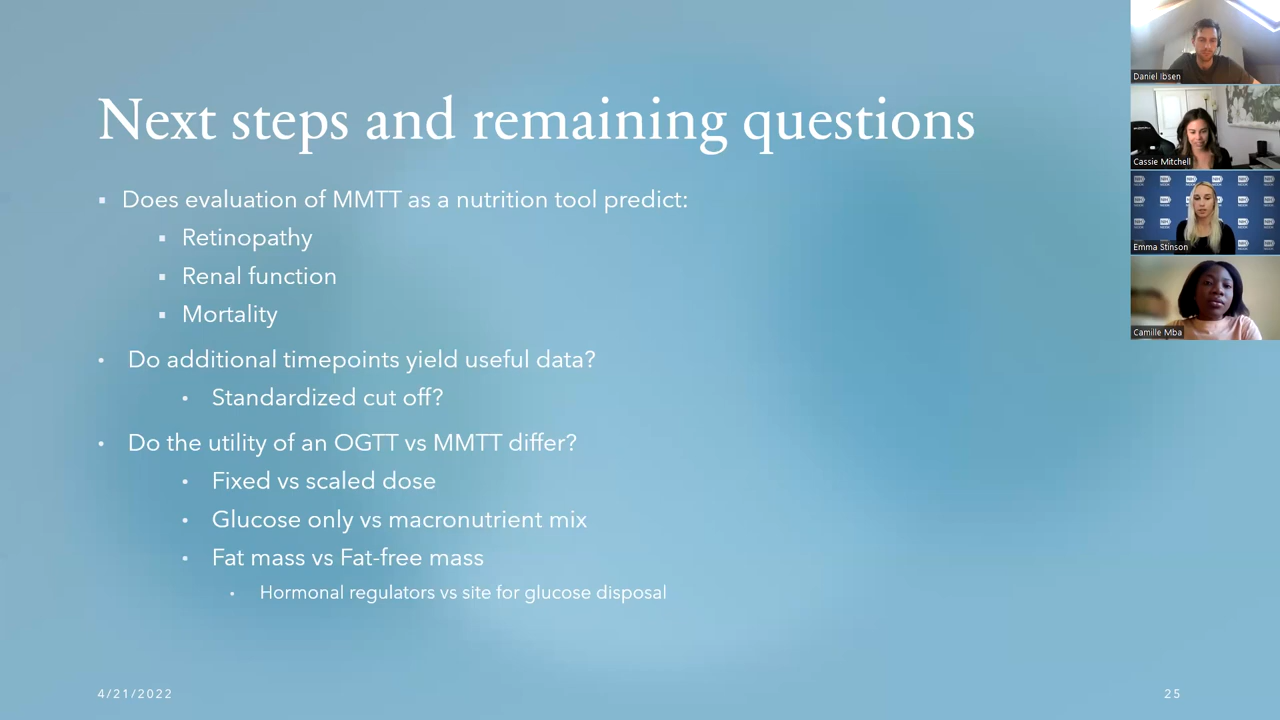 Next steps and remaining questions
Does evaluation of MMTT as a nutrition tool predict:
Retinopathy
Renal function
Mortality
Do additional timepoints yield useful data?
Standardized cut off?
Do the utility of an OGTT vs MMTT differ?
Fixed vs scaled dose
Glucose only vs macronutrient mix
Fat mass vs Fat-free mass
Hormonal regulators vs site for glucose disposal
4/21/2022
25
Daniel Ibsen
Cassie Mitchell
Emma Stinson
Camille Mba